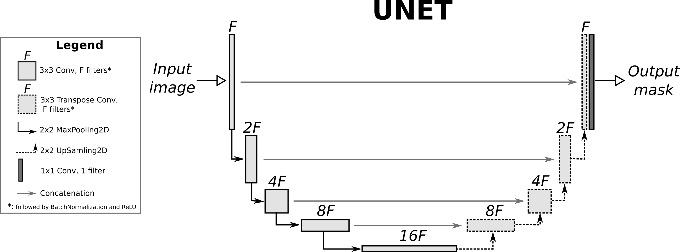 UNET
Legend
F
3x3 Conv, F filters*
F
3x3 Transpose Conv,
F filters*
2x2 MaxPooling2D
2x2 UpSamling2D
1x1 Conv, 1 filter
Concatenation
*: followed by BatchNormalization and ReLU
Input
image
F
2F
4F
8F
16F
8F
4F
2F
F
Output
mask